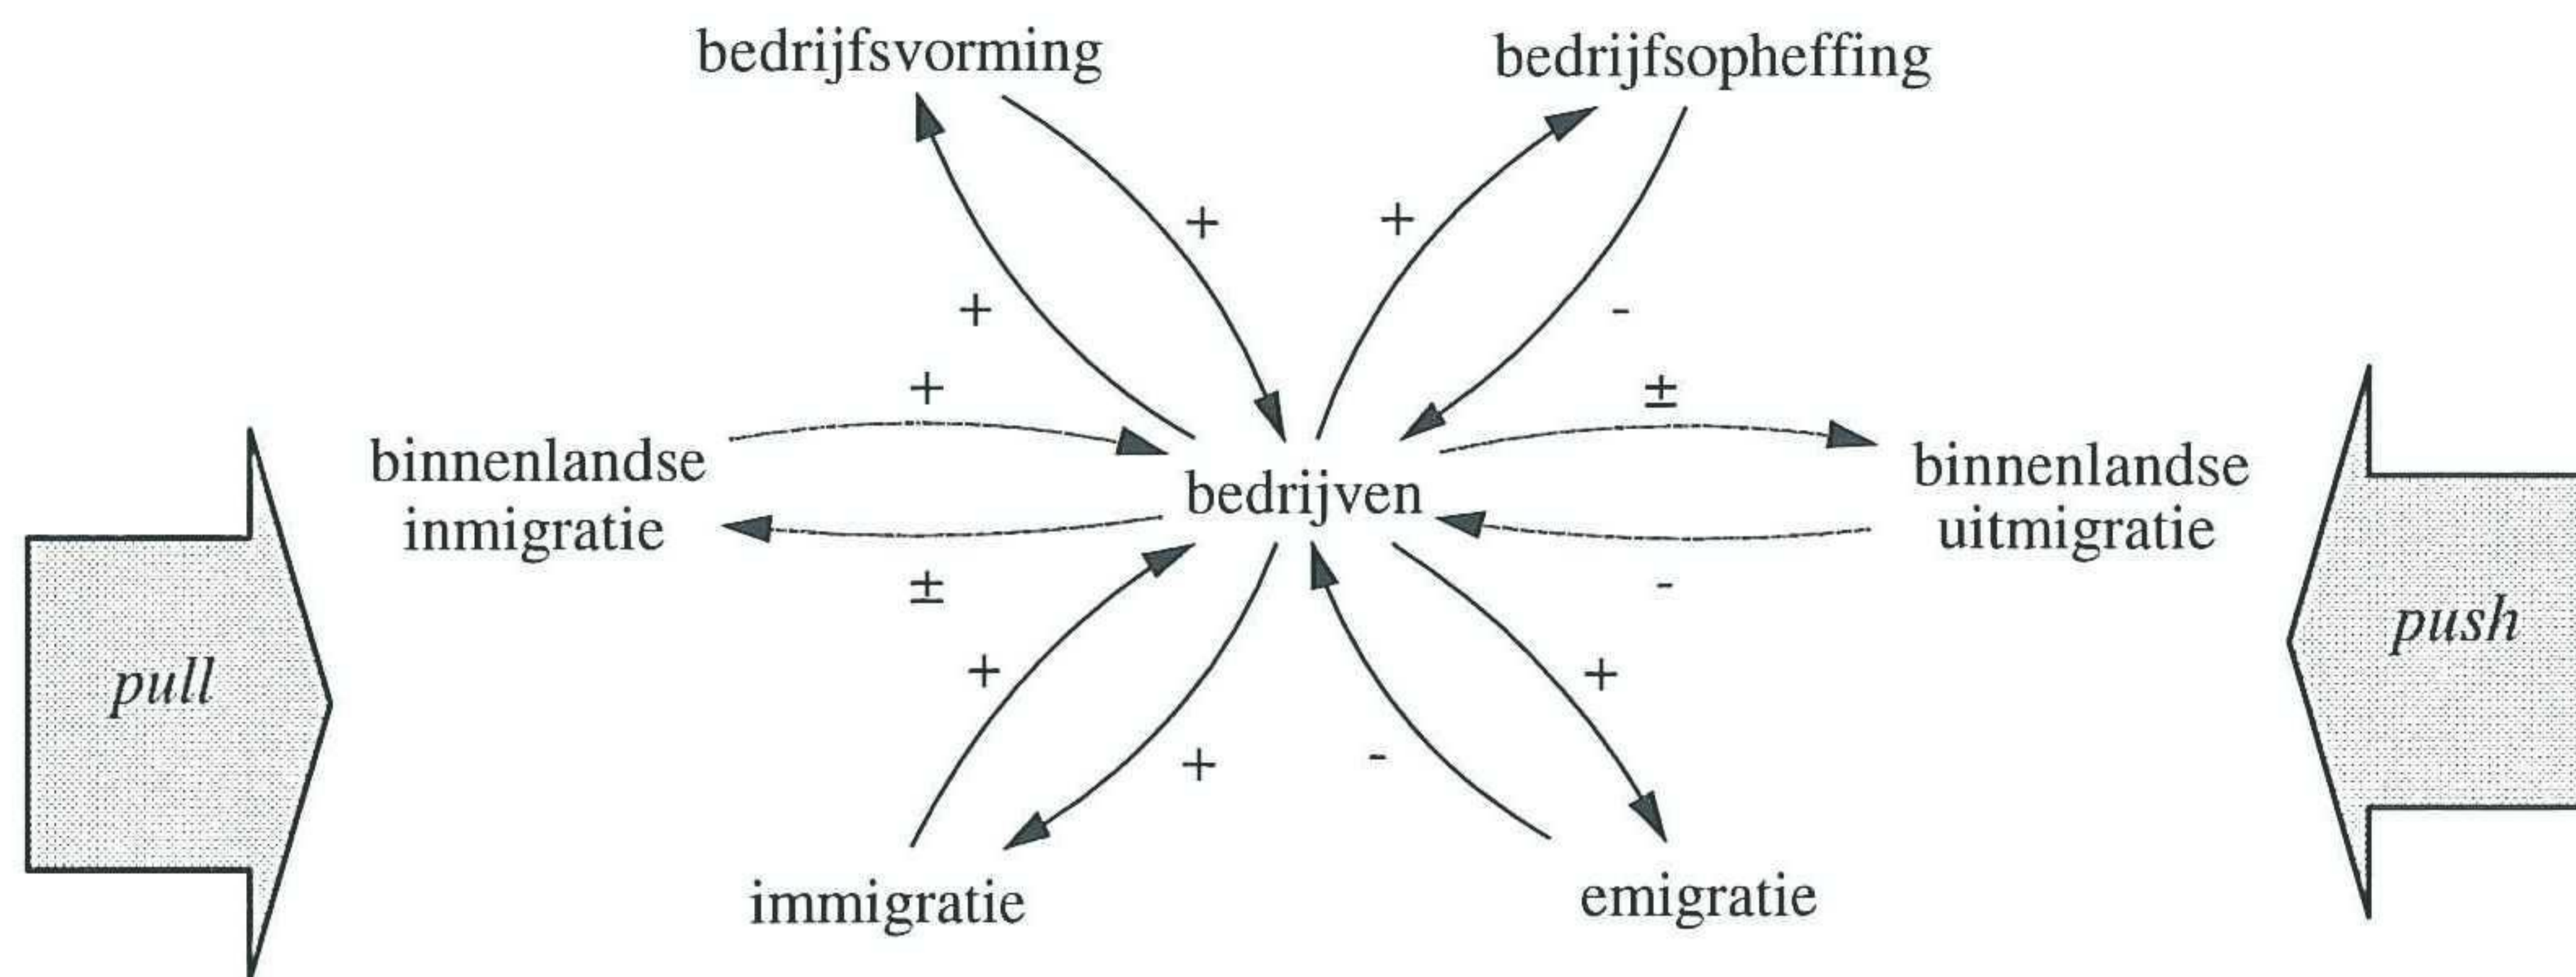 bedrijfsvorming
bedrijfsopheffing
+
+
+
-
+
±
binnenlandse
inmigratie
bedrijven
binnenlandse
uitmigratie
±
-
pull
push
+
+
+
-
immigratie
emigratie